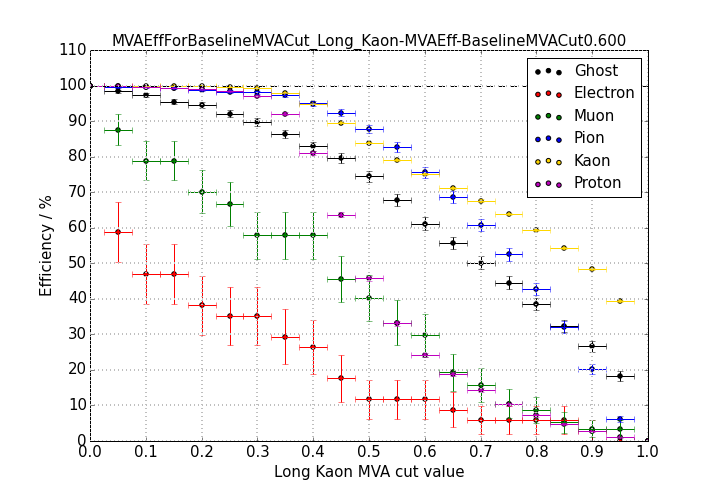 MVAEffForBaselineMVACut_Long_Kaon-MVAEff-BaselineMVACut0.600
110
100
90
80
70
60
50
40
30
20
10
0
Efficiency / %
Ghost
Electron
Muon
Pion
Kaon
Proton
0.0 0.1 0.2 0.3 0.4 0.5 0.6 0.7 0.8 0.9 1.0
Long Kaon MVA cut value